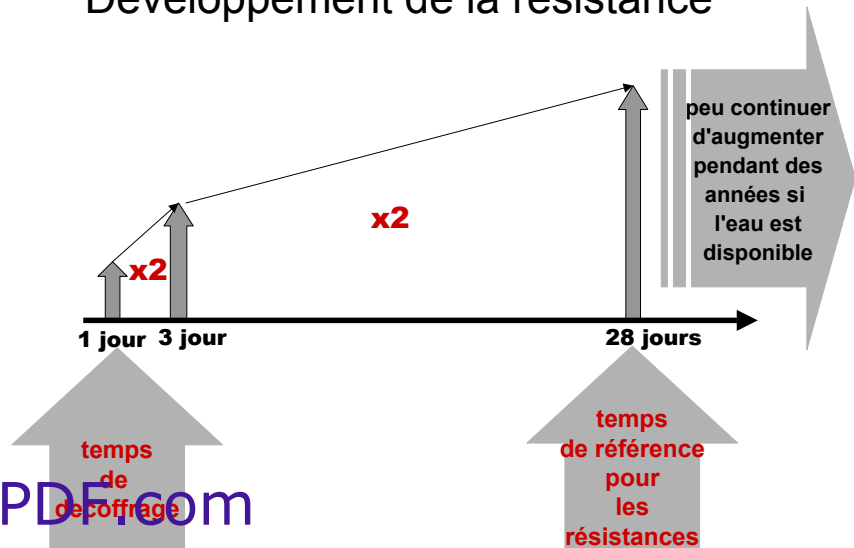 Développement de la résistance
peu continuer
d'augmenter
pendant des
années si
l'eau est
disponible
x2
x2
1 jour 3 jour 28 jours
temps
de
decoffrage
temps
de référence
pour
les
résistances
PDF.com